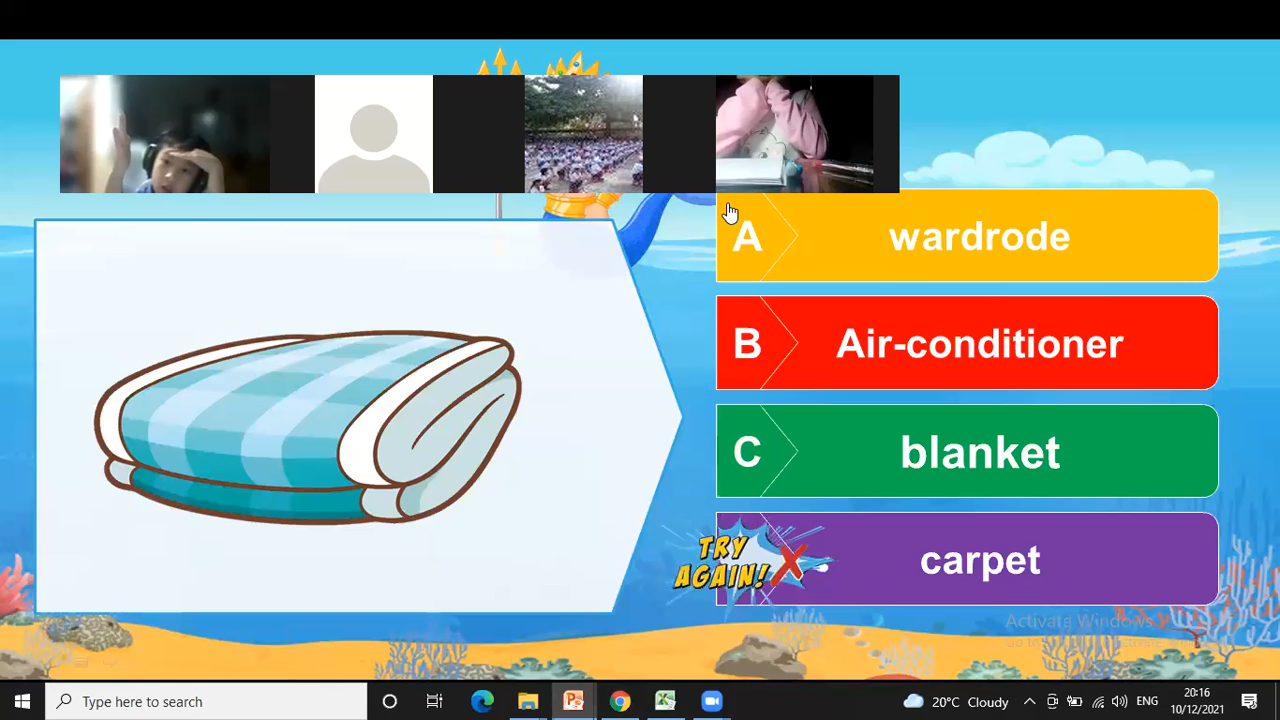 A wardrode
B Air-conditioner
C blanket
TRY AGAIN!
carpet
Activate Windows
Type here to search
20°C Cloudy
ENG
20:16
10/12/2021